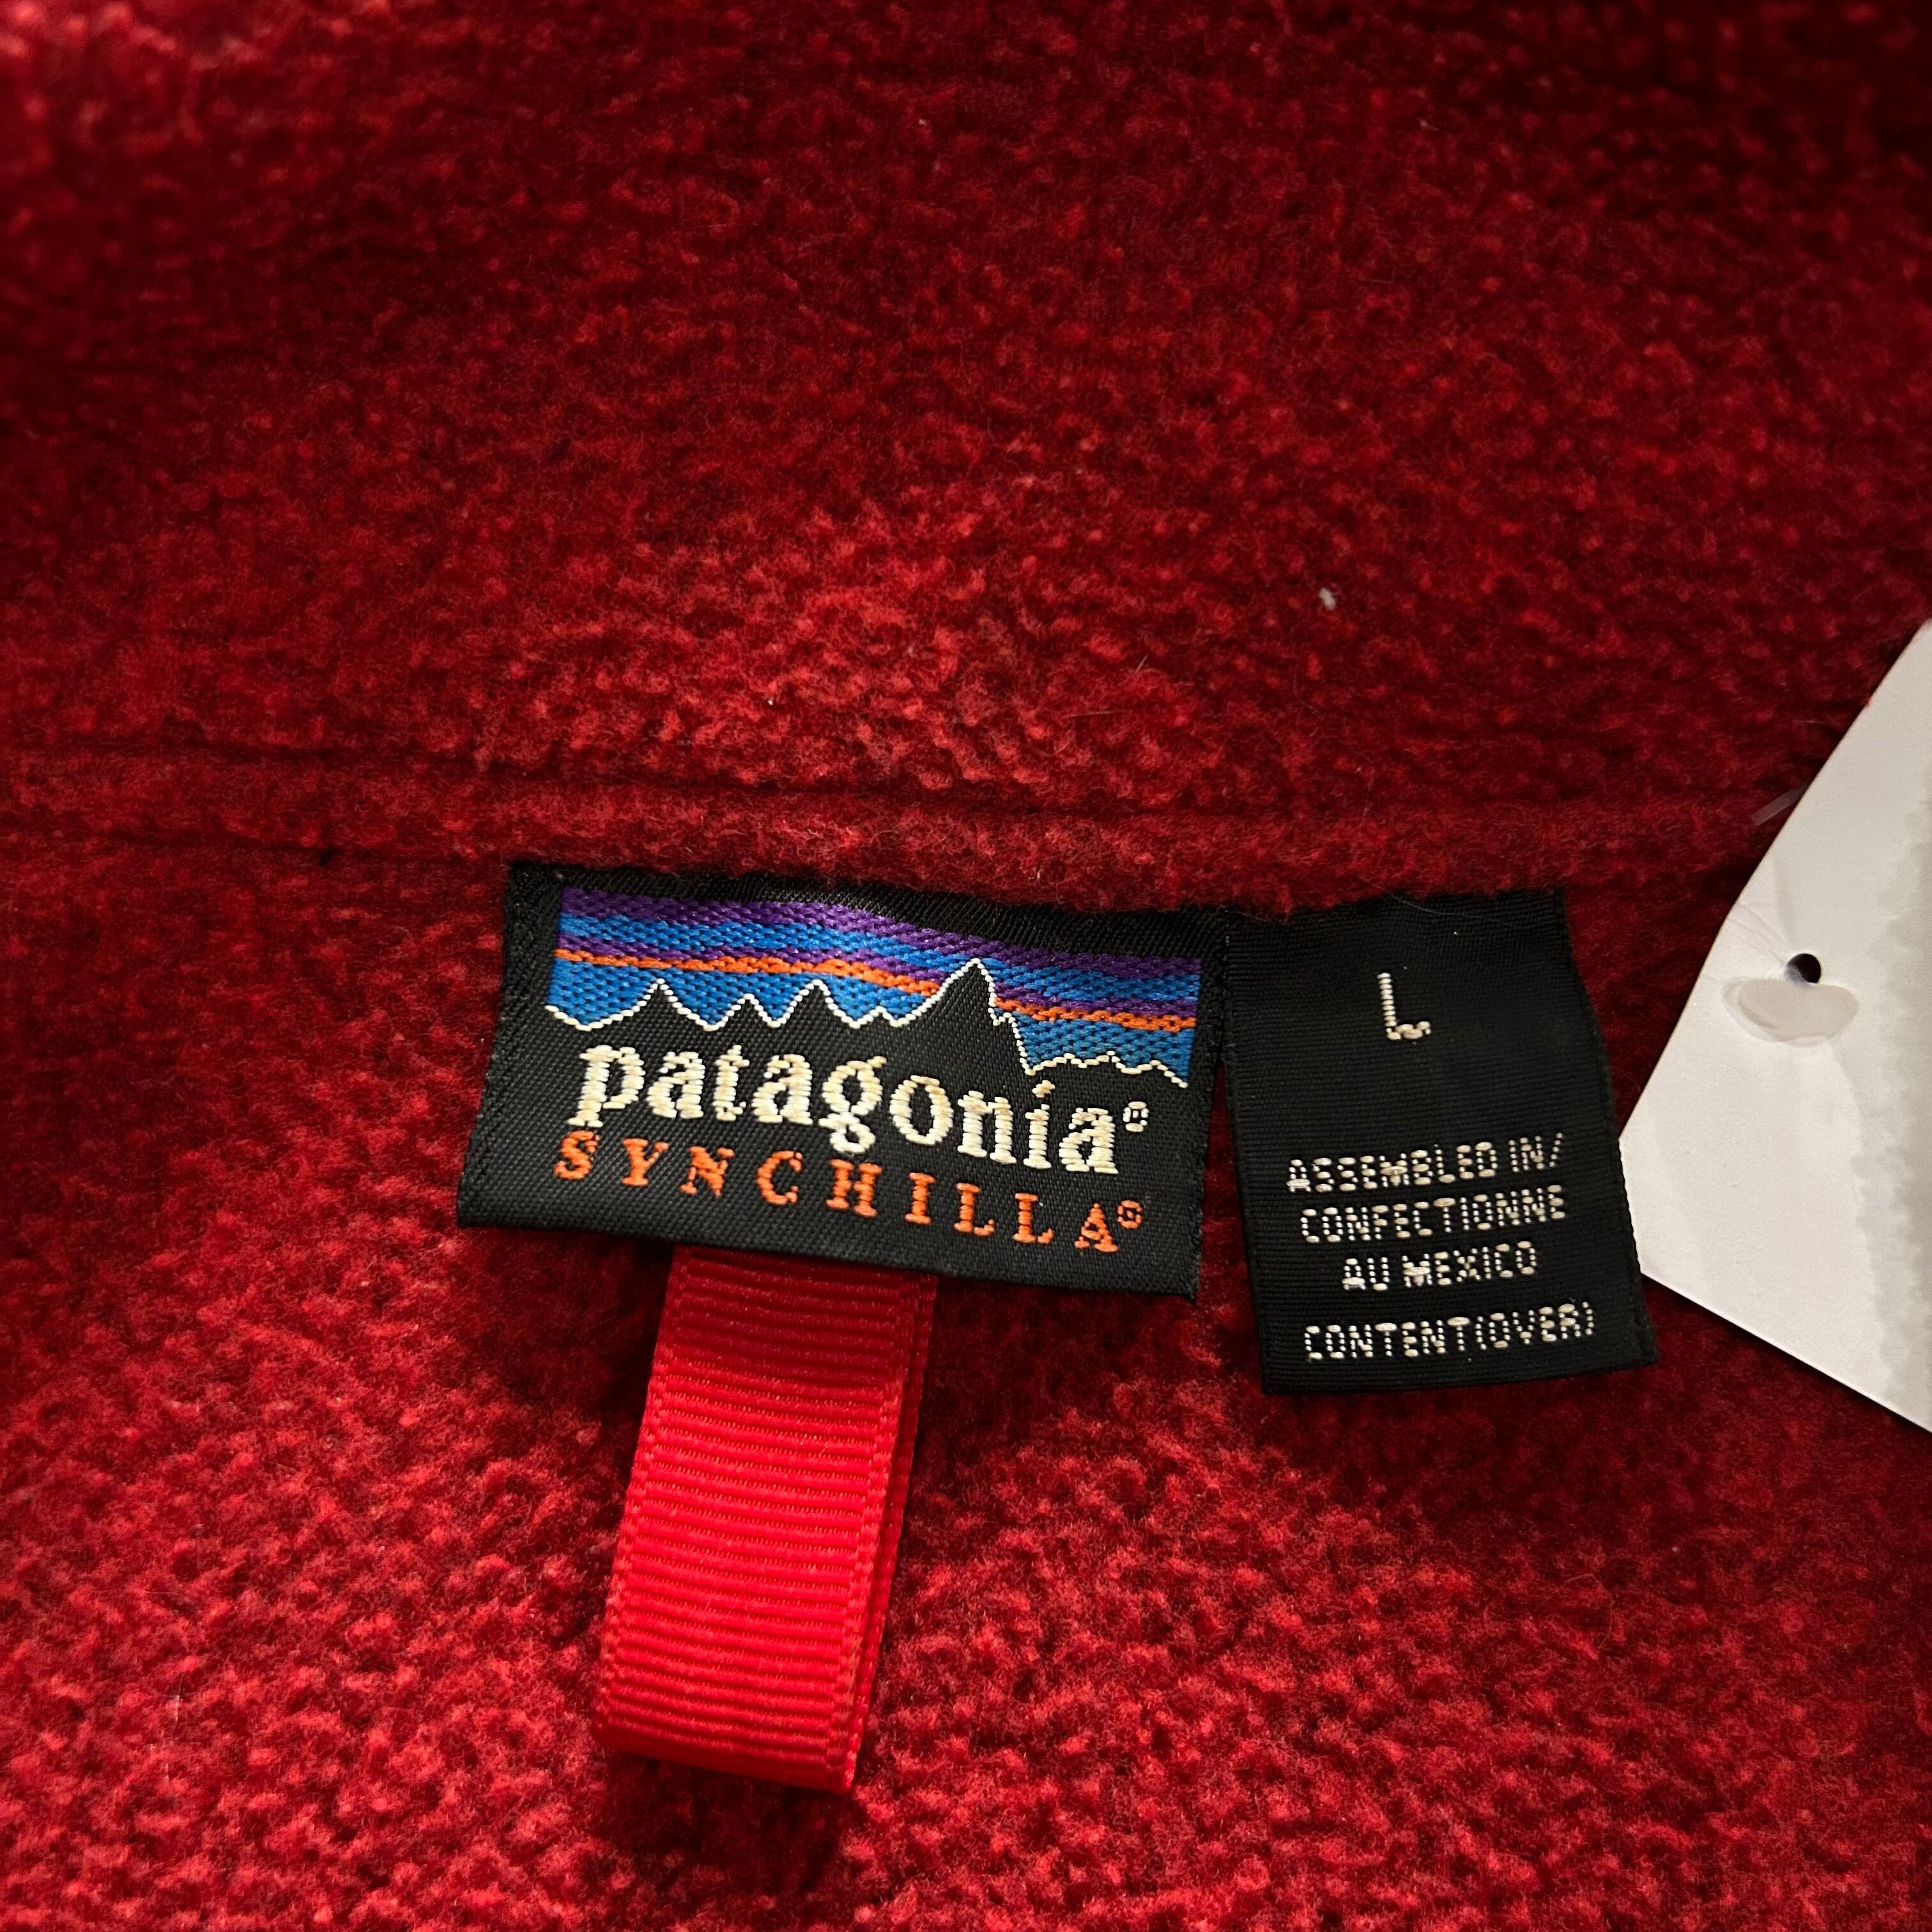 patagonia®
SYNCHILLA®
L
ASSEMBLED IN/
CONFECTIONNE
AU MEXICO
CONTENT(OVER)